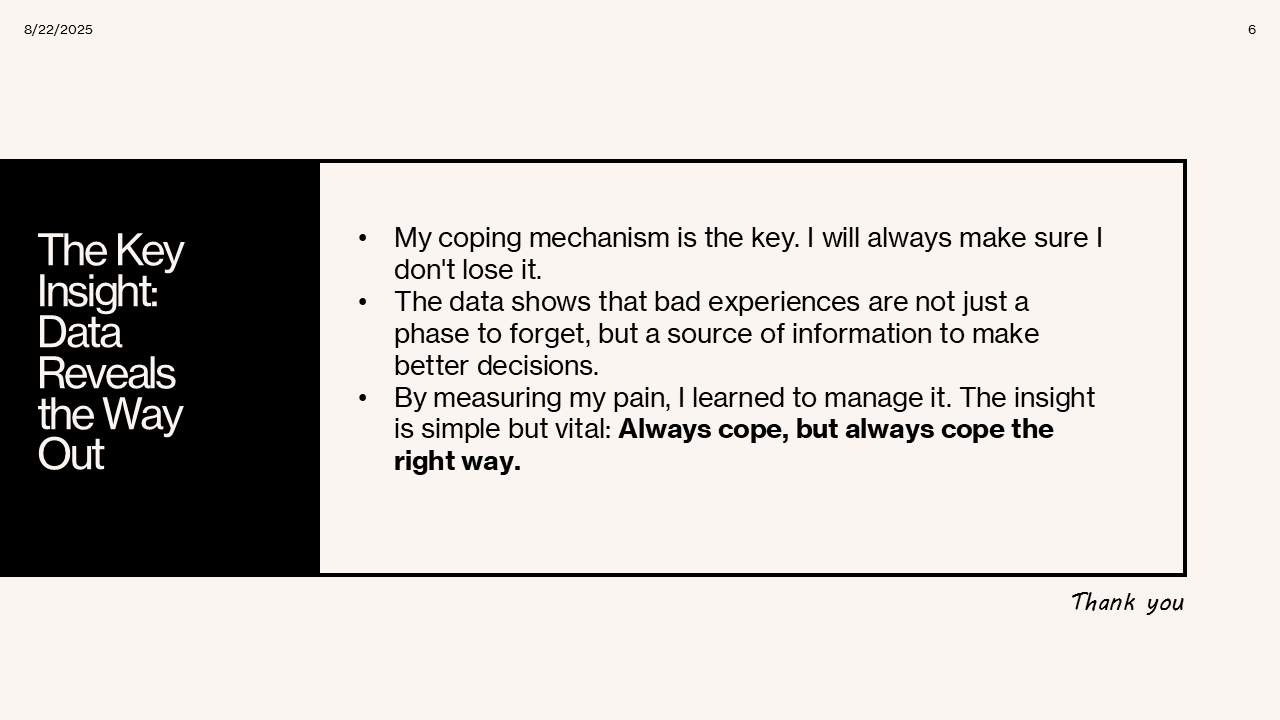 8/22/2025
6
The Key
Insight:
Data
Reveals
the Way
Out
• My coping mechanism is the key. I will always make sure I
don't lose it.
• The data shows that bad experiences are not just a
phase to forget, but a source of information to make
better decisions.
• By measuring my pain, I learned to manage it. The insight
is simple but vital: Always cope, but always cope the
right way.
Thank you